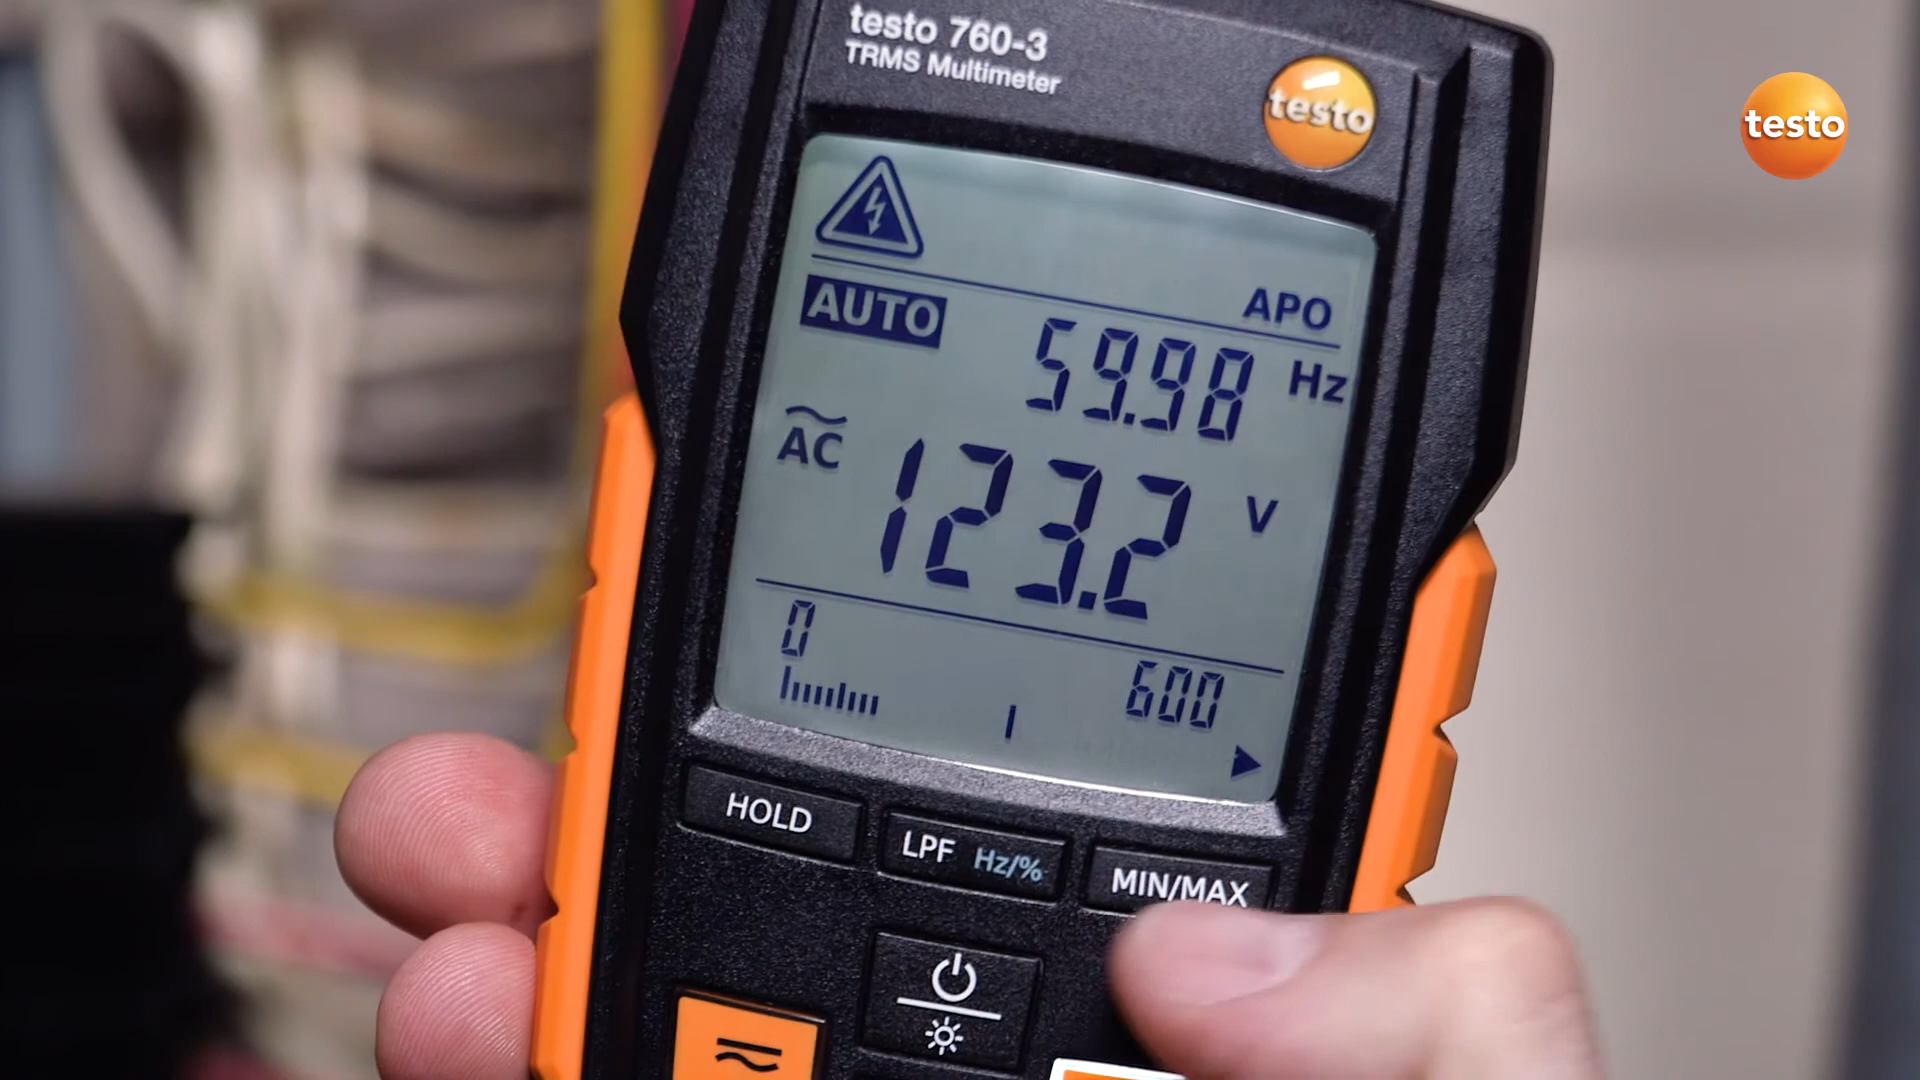 testo 760-3
TRMS Multimeter
testo
testo
APO
AUTO
59.98 Hz
AC 123.2 V
0
600
HOLD
LPF Hz/%
MIN/MAX